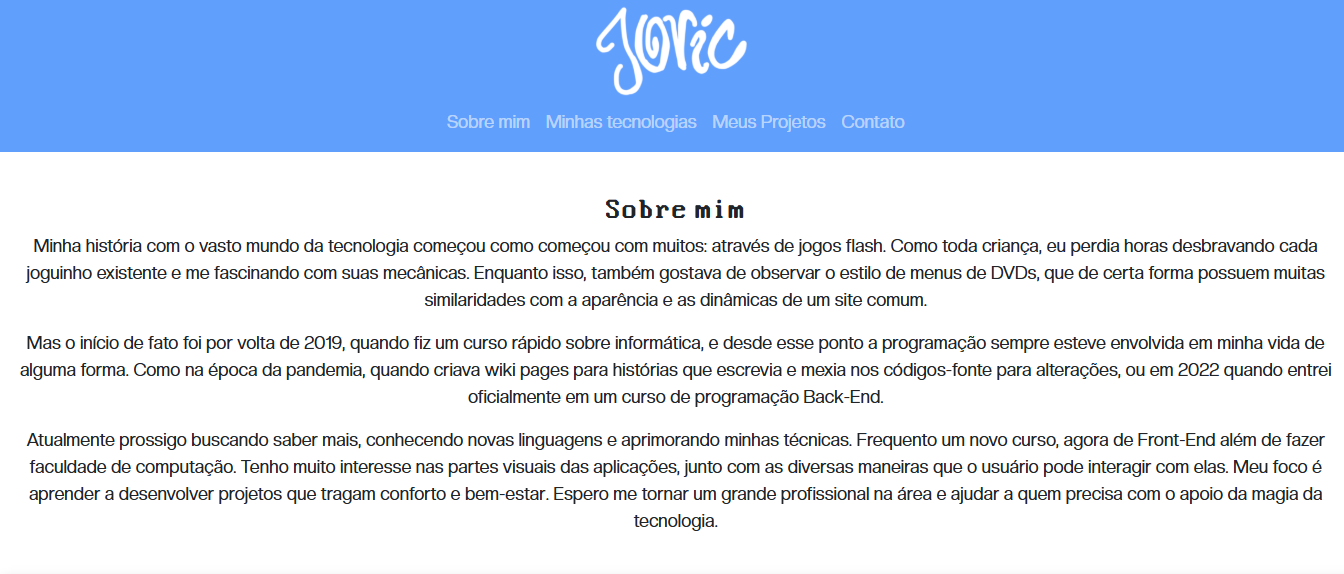 Joric
Sobre mim Minhas tecnologias Meus Projetos Contato
Sobre mim
Minha história com o vasto mundo da tecnologia começou como começou com muitos: através de jogos flash. Como toda criança, eu perdia horas desbravando cada
joguinho existente e me fascinando com suas mecânicas. Enquanto isso, também gostava de observar o estilo de menus de DVDs, que de certa forma possuem muitas
similaridades com a aparência e as dinâmicas de um site comum.
Mas o início de fato foi por volta de 2019, quando fiz um curso rápido sobre informática, e desde esse ponto a programação sempre esteve envolvida em minha vida de
alguma forma. Como na época da pandemia, quando criava wiki pages para histórias que escrevia e mexia nos códigos-fonte para alterações, ou em 2022 quando entrei
oficialmente em um curso de programação Back-End.
Atualmente prossigo buscando saber mais, conhecendo novas linguagens e aprimorando minhas técnicas. Frequento um novo curso, agora de Front-End além de fazer
faculdade de computação. Tenho muito interesse nas partes visuais das aplicações, junto com as diversas maneiras que o usuário pode interagir com elas. Meu foco é
aprender a desenvolver projetos que tragam conforto e bem-estar. Espero me tornar um grande profissional na área e ajudar a quem precisa com o apoio da magia da
tecnologia.